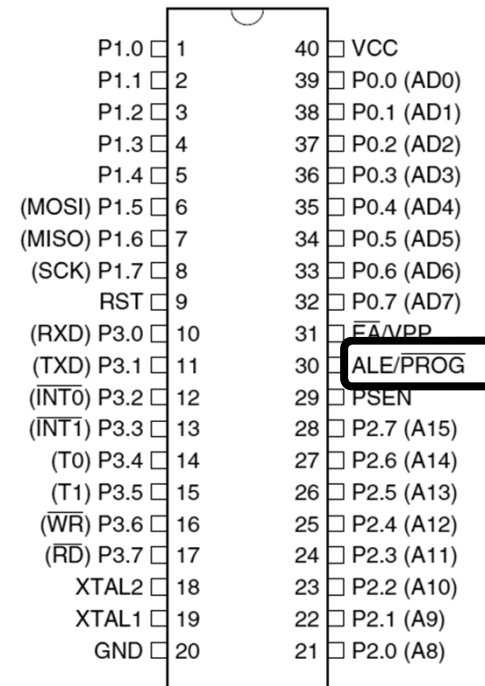 P1.0 1 40 VCC
P1.1 2 39 P0.0 (AD0)
P1.2 3 38 P0.1 (AD1)
P1.3 4 37 P0.2 (AD2)
P1.4 5 36 P0.3 (AD3)
(MOSI) P1.5 6 35 P0.4 (AD4)
(MISO) P1.6 7 34 P0.5 (AD5)
(SCK) P1.7 8 33 P0.6 (AD6)
RST 9 32 P0.7 (AD7)
(RXD) P3.0 10 31 E̅A̅/VPP
(TXD) P3.1 11 30 ALE/P̅R̅O̅G̅
(I̅N̅T̅0̅) P3.2 12 29 PSEN
(I̅N̅T̅1̅) P3.3 13 28 P2.7 (A15)
(T0) P3.4 14 27 P2.6 (A14)
(T1) P3.5 15 26 P2.5 (A13)
(W̅R̅) P3.6 16 25 P2.4 (A12)
(R̅D̅) P3.7 17 24 P2.3 (A11)
XTAL2 18 23 P2.2 (A10)
XTAL1 19 22 P2.1 (A9)
GND 20 21 P2.0 (A8)